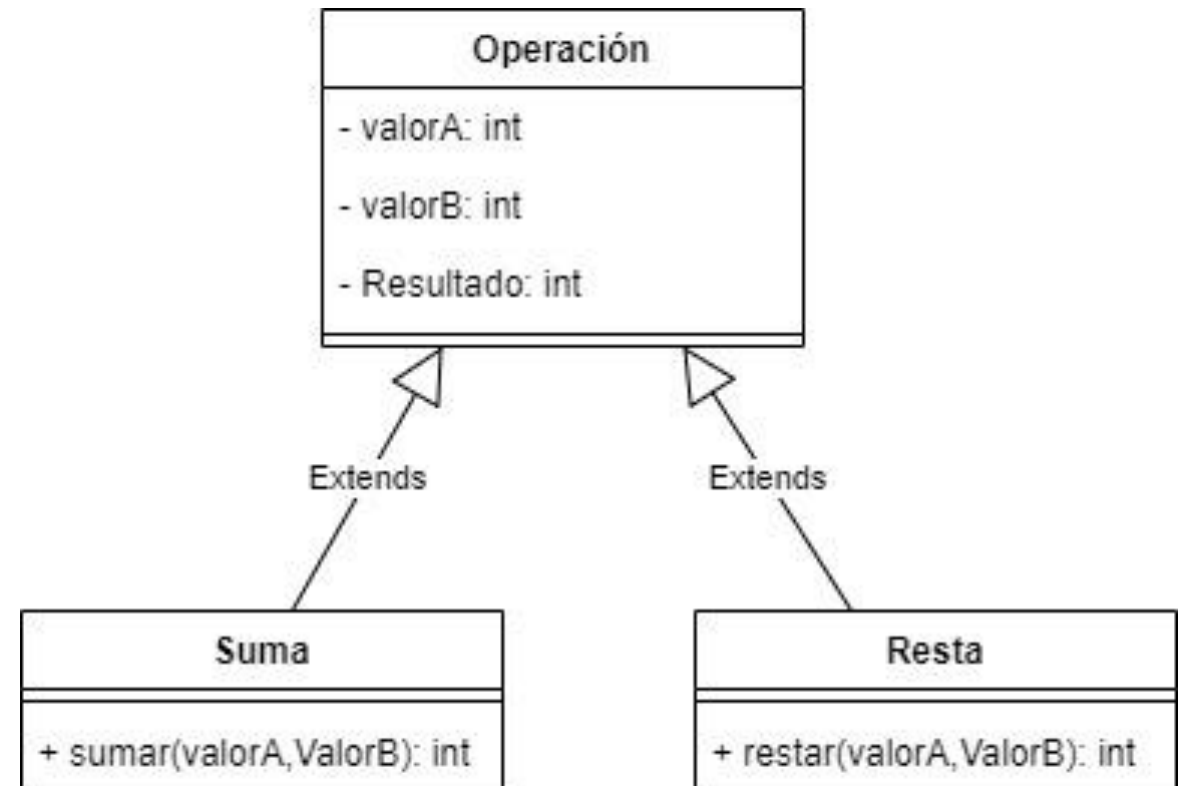 Operación
- valorA: int
- valorB: int
- Resultado: int
Extends
Extends
Suma
+ sumar(valorA,ValorB): int
Resta
+ restar(valorA,ValorB): int